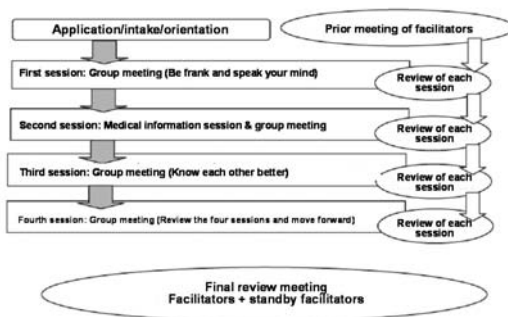 Application/intake/orientation
Prior meeting of facilitators
First session: Group meeting (Be frank and speak your mind)
Review of each
session
Second session: Medical information session & group meeting
Review of each
session
Third session: Group meeting (Know each other better)
Review of each
session
Fourth session: Group meeting (Review the four sessions and move forward)
Review of each
session
Final review meeting
Facilitators + standby facilitators